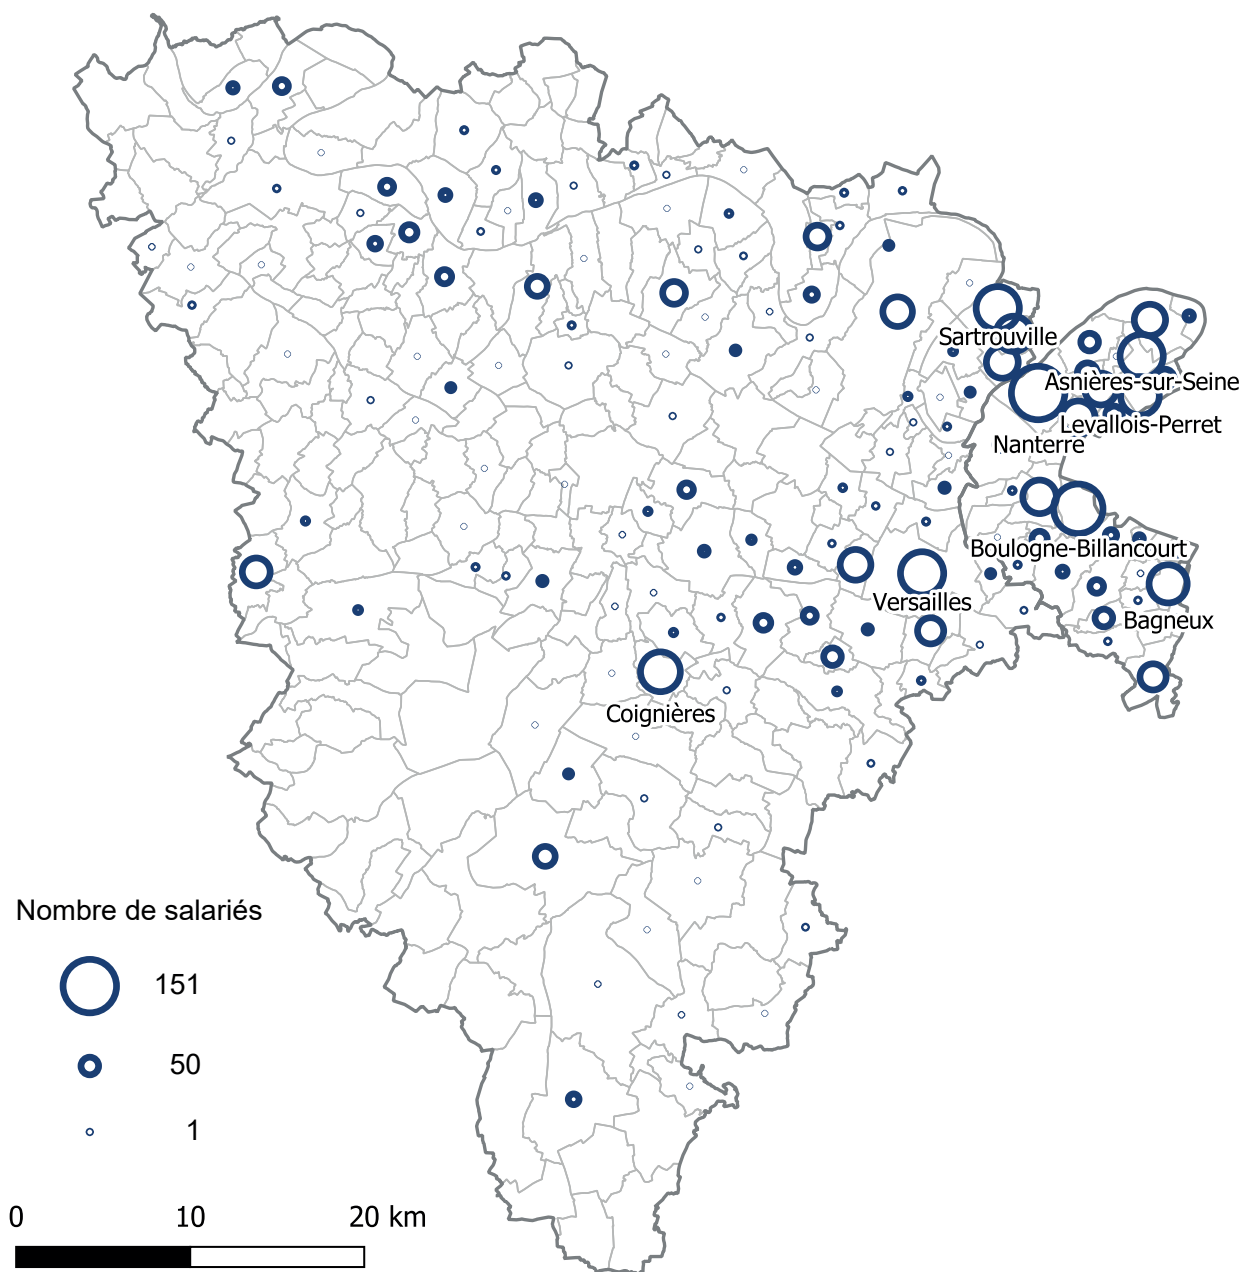 Sartrouville
Asnières-sur-Seine
Levallois-Perret
Nanterre
Boulogne-Billancourt
Versailles
Bagneux
Coignières
Nombre de salariés
151
50
1
0 10 20 km